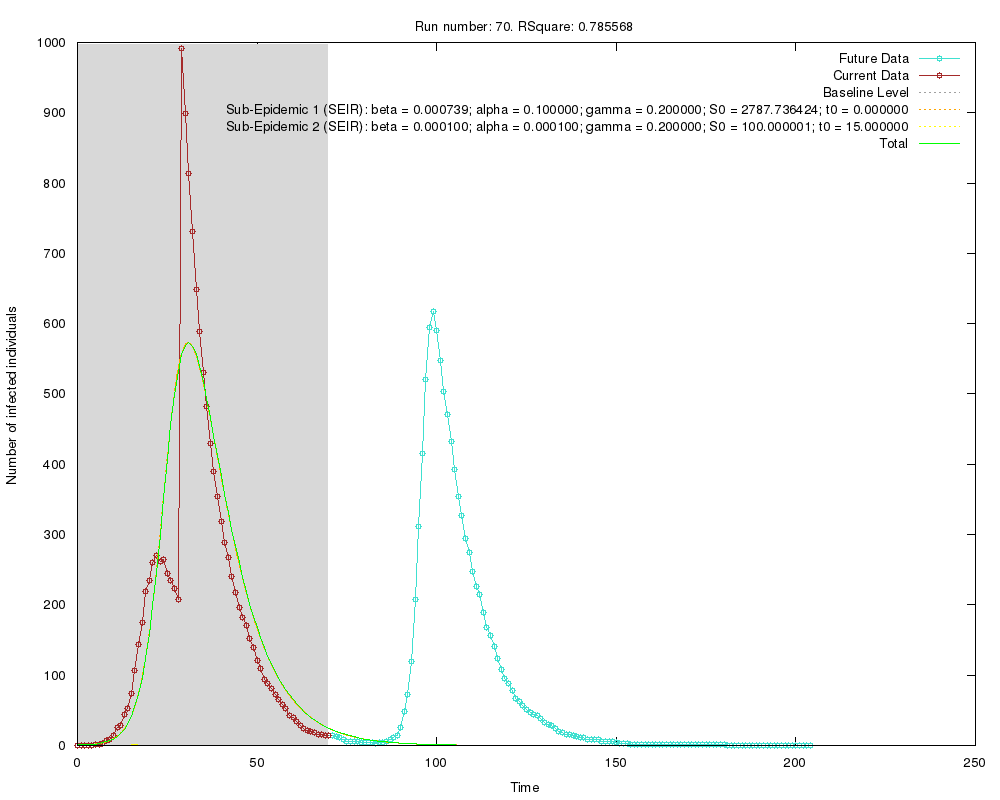 Run number: 70. RSquare: 0.785568
1000
900
800
700
600
500
400
300
200
100
0
Number of infected individuals
Future Data
Current Data
Baseline Level
Sub-Epidemic 1 (SEIR): beta = 0.000739; alpha = 0.100000; gamma = 0.200000; S0 = 2787.736424; t0 = 0.000000
Sub-Epidemic 2 (SEIR): beta = 0.000100; alpha = 0.000100; gamma = 0.200000; S0 = 100.000001; t0 = 15.000000
Total
0 50 100 150 200 250
Time